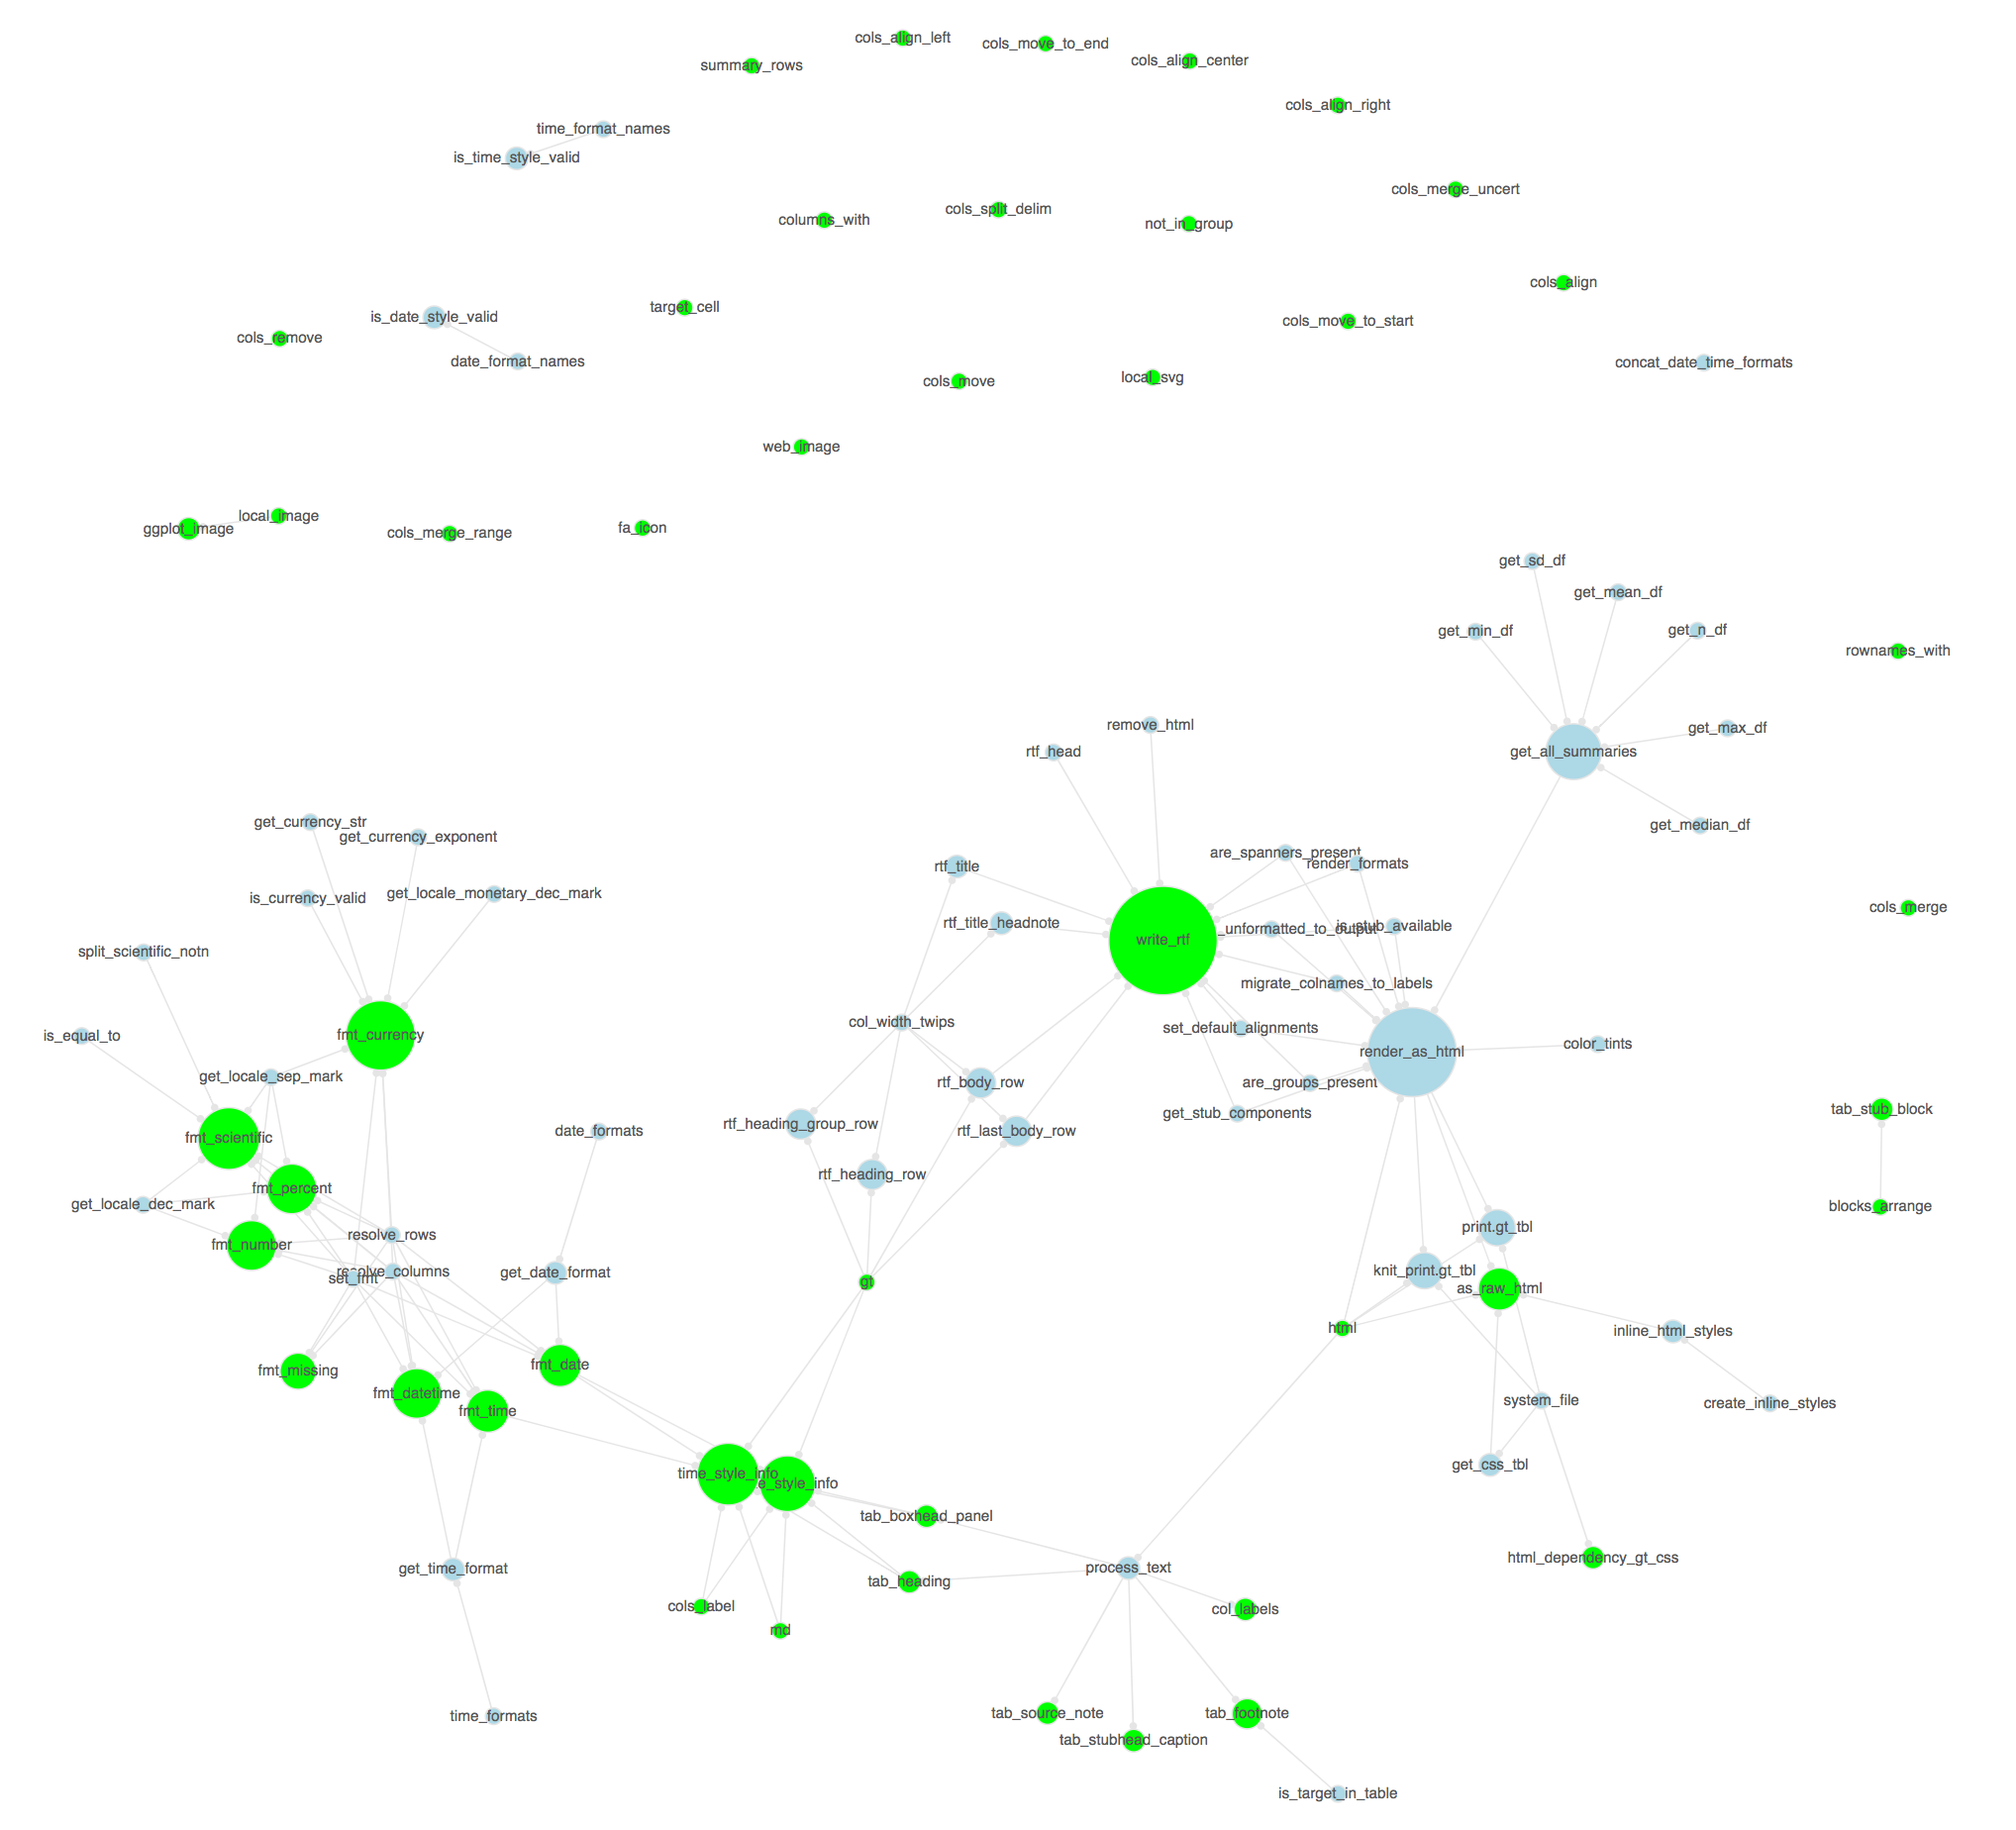 cols_align_left
cols_move_to_end
cols_align_center
summary_rows
cols_align_right
time_format_names
is_time_style_valid
cols_merge_uncert
cols_split_delim
columns_with
not_in_group
cols_align
target_cell
is_date_style_valid
cols_move_to_start
cols_remove
date_format_names
concat_date_time_formats
cols_move
local_svg
web_image
local_image
ggplot_image
cols_merge_range
fa_icon
get_sd_df
get_mean_df
get_min_df
get_n_df
rownames_with
remove_html
get_max_df
rtf_head
get_all_summaries
get_currency_str
get_median_df
get_currency_exponent
are_spanners_present
render_formats
rtf_title
get_locale_monetary_dec_mark
is_currency_valid
cols_merge
rtf_title_headnote
_unformatted_to_output
is_stub_available
write_rtf
split_scientific_notn
migrate_colnames_to_labels
col_width_twips
set_default_alignments
is_equal_to
fmt_currency
color_tints
render_as_html
get_locale_sep_mark
rtf_body_row
are_groups_present
tab_stub_block
get_stub_components
rtf_heading_group_row
date_formats
rtf_last_body_row
fmt_scientific
rtf_heading_row
fmt_percent
get_locale_dec_mark
blocks_arrange
print.gt_tbl
resolve_rows
fmt_number
knit_print.gt_tbl
resolve_columns
get_date_format
set_fmt
gt
as_raw_html
html
inline_html_styles
fmt_date
fmt_missing
fmt_datetime
system_file
create_inline_styles
fmt_time
get_css_tbl
time_style_info
e_style_info
tab_boxhead_panel
html_dependency_gt_css
process_text
get_time_format
tab_heading
cols_label
col_labels
md
tab_source_note
tab_footnote
time_formats
tab_stubhead_caption
is_target_in_table